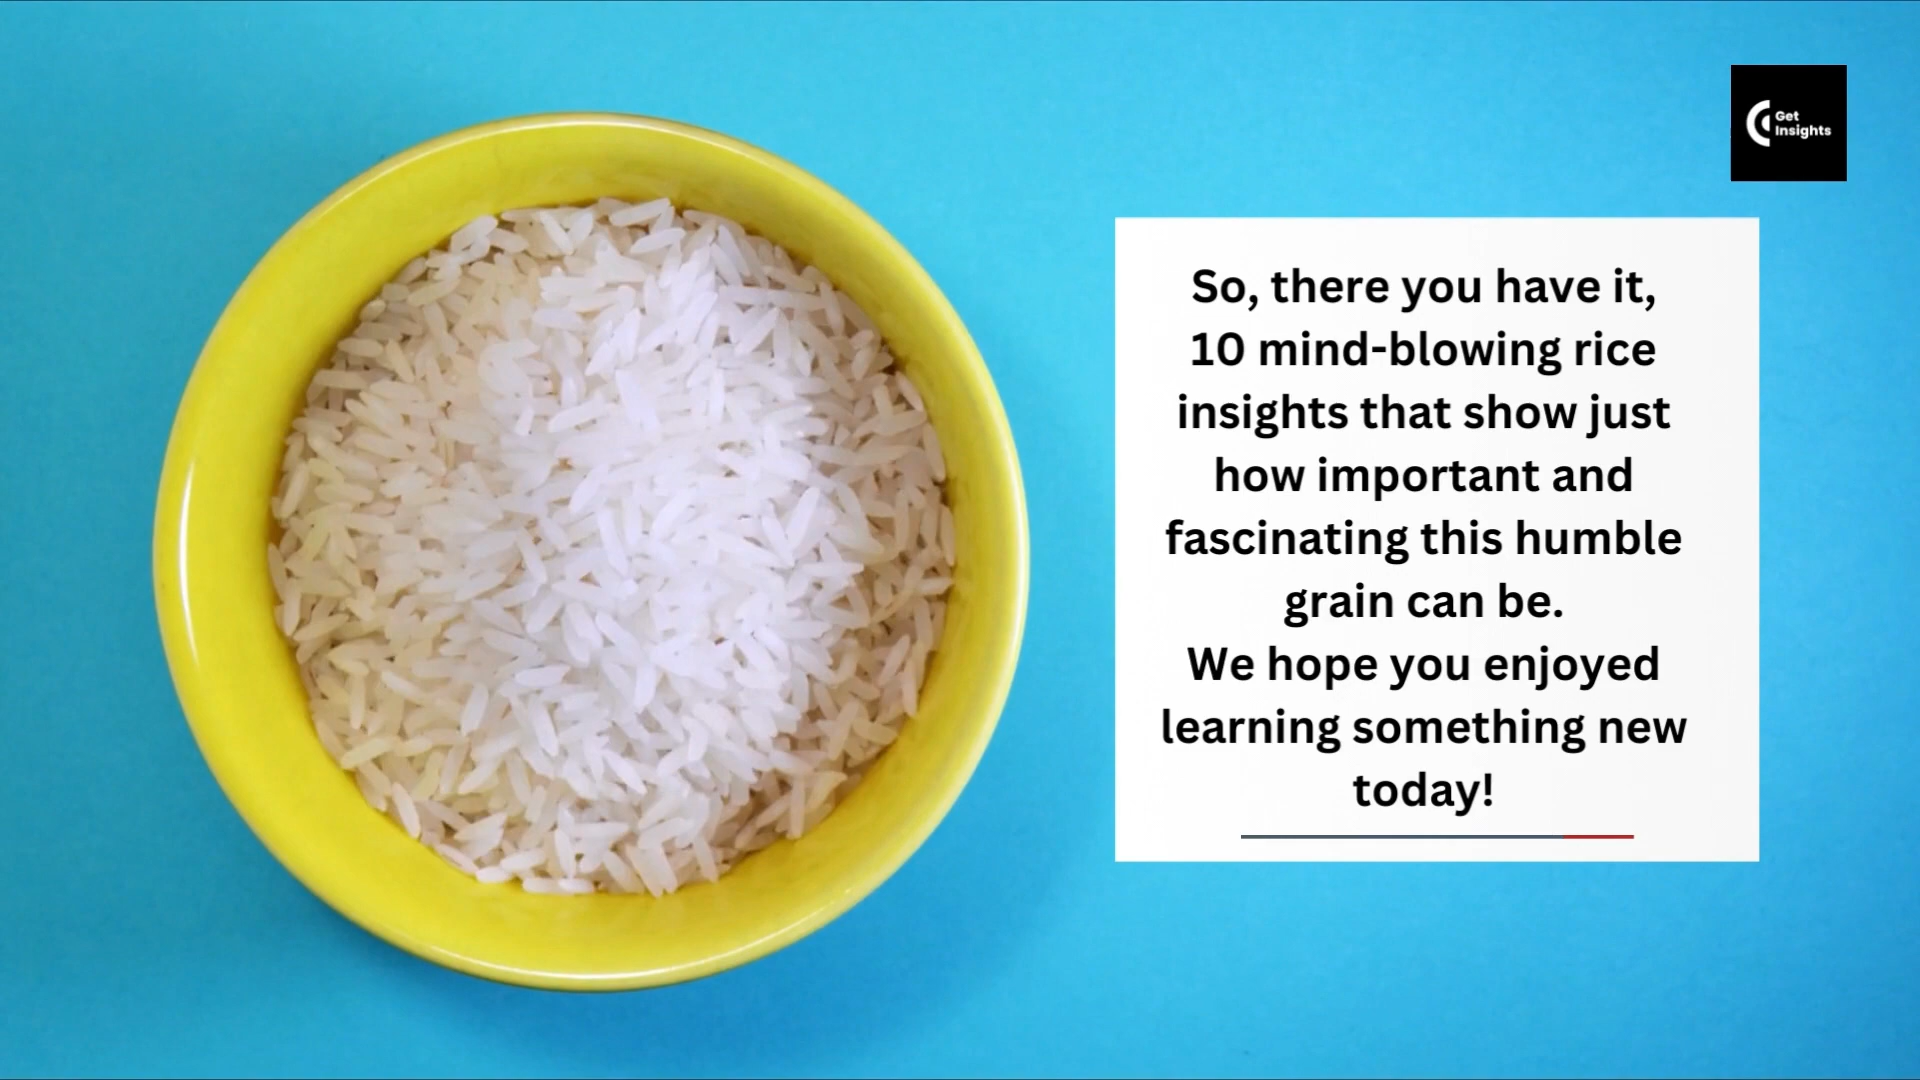 Get
Insights
So, there you have it,
10 mind-blowing rice
insights that show just
how important and
fascinating this humble
grain can be.
We hope you enjoyed
learning something new
today!